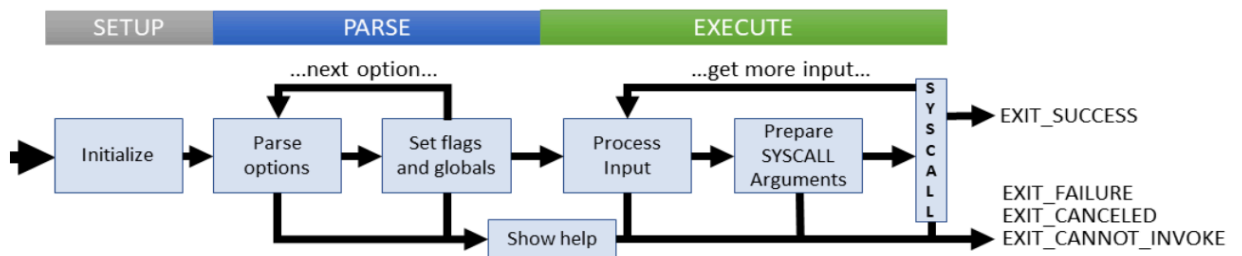 SETUP
PARSE
EXECUTE
...next option...
...get more input...
Initialize
Parse
options
Set flags
and globals
Process
Input
Prepare
SYSCALL
Arguments
S
Y
S
C
A
L
L
EXIT_SUCCESS
EXIT_FAILURE
EXIT_CANCELED
EXIT_CANNOT_INVOKE
Show help